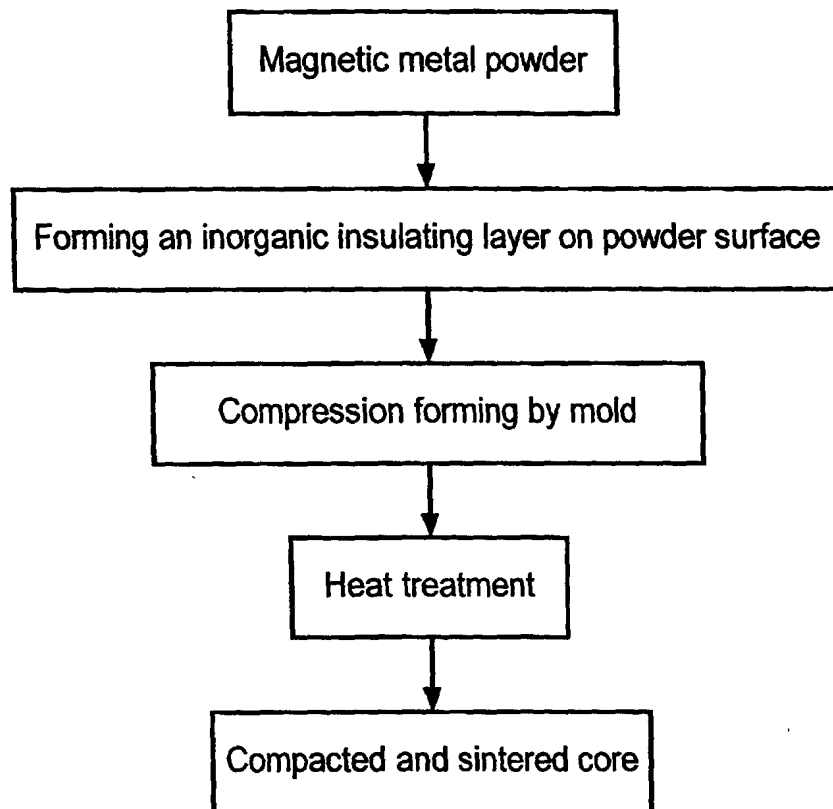 Magnetic metal powder
Forming an inorganic insulating layer on powder surface
Compression forming by mold
Heat treatment
Compacted and sintered core